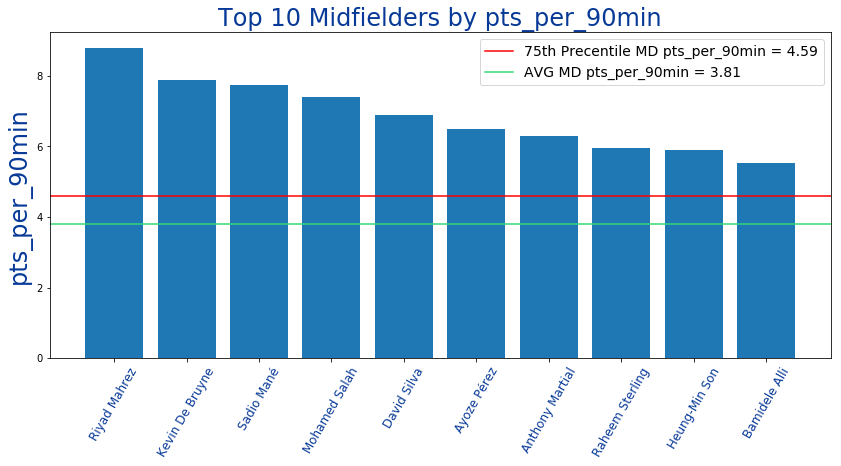 Top 10 Midfielders by pts_per_90min
75th Precentile MD pts_per_90min = 4.59
AVG MD pts_per_90min = 3.81
pts_per_90min
8
6
4
2
0
Riyad Mahrez
Kevin De Bruyne
Sadio Mané
Mohamed Salah
David Silva
Ayoze Pérez
Anthony Martial
Raheem Sterling
Heung-Min Son
Bamidele Alli